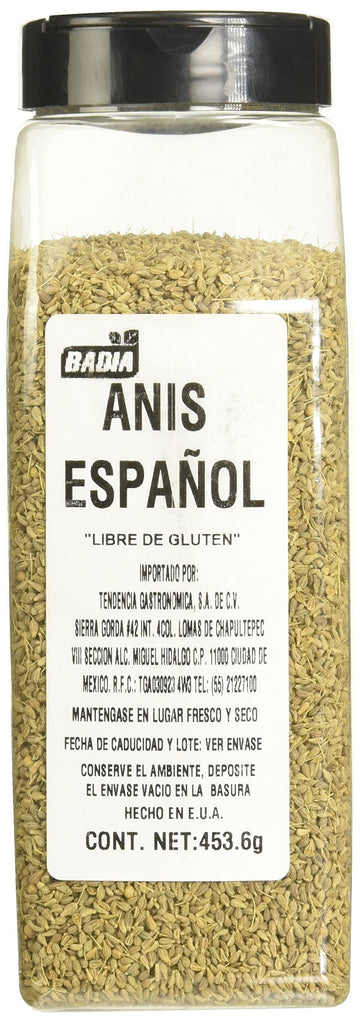 BADIA
ANIS
ESPAÑOL
"LIBRE DE GLUTEN"
IMPORTADO POR:
TENDENCIA GASTRONOMICA, S.A. DE C.V.
SIERRA GORDA #42 INT. 4COL. LOMAS DE CHAPULTEPEC
VIII SECCION ALC. MIGUEL HIDALGO C.P. 11000 CIUDAD DE
MEXICO. R.F.C.: TGA030923 4W3 TEL: (55) 21227100
MANTENGASE EN LUGAR FRESCO Y SECO
FECHA DE CADUCIDAD Y LOTE: VER ENVASE
CONSERVE EL AMBIENTE, DEPOSITE
EL ENVASE VACIO EN LA BASURA
HECHO EN E.U.A.
CONT. NET:453.6g